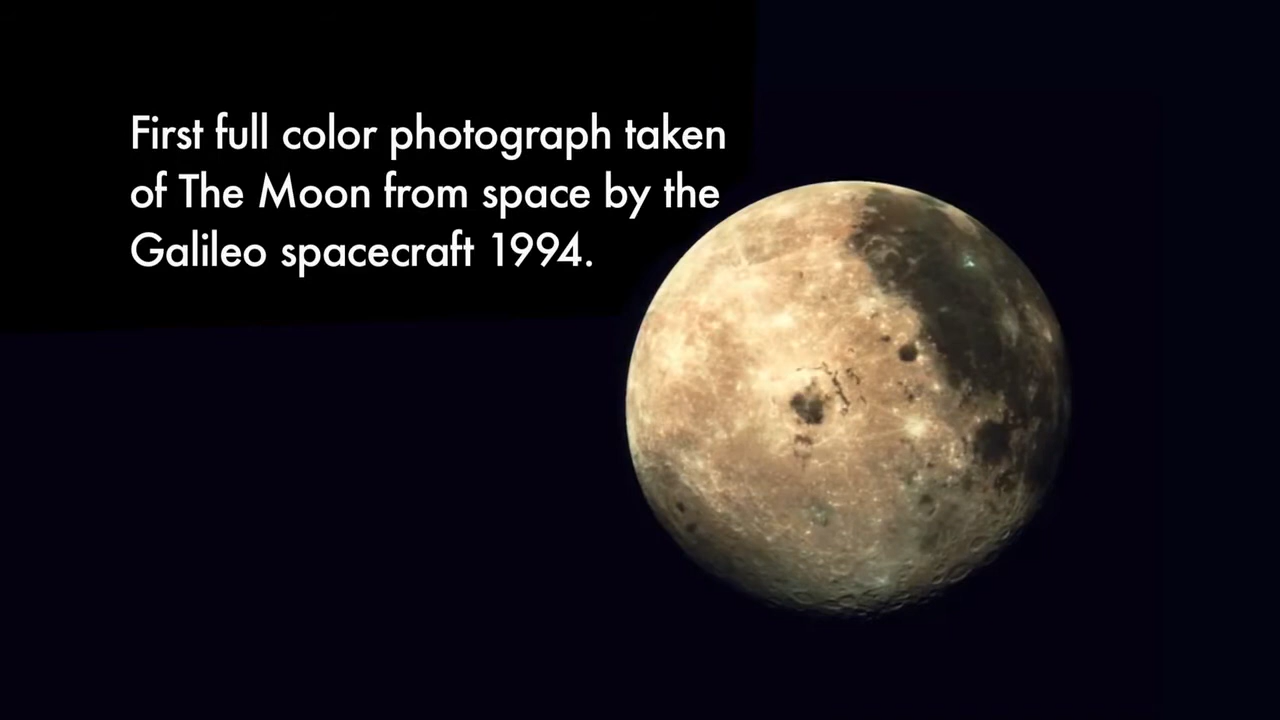 First full color photograph taken
of The Moon from space by the
Galileo spacecraft 1994.